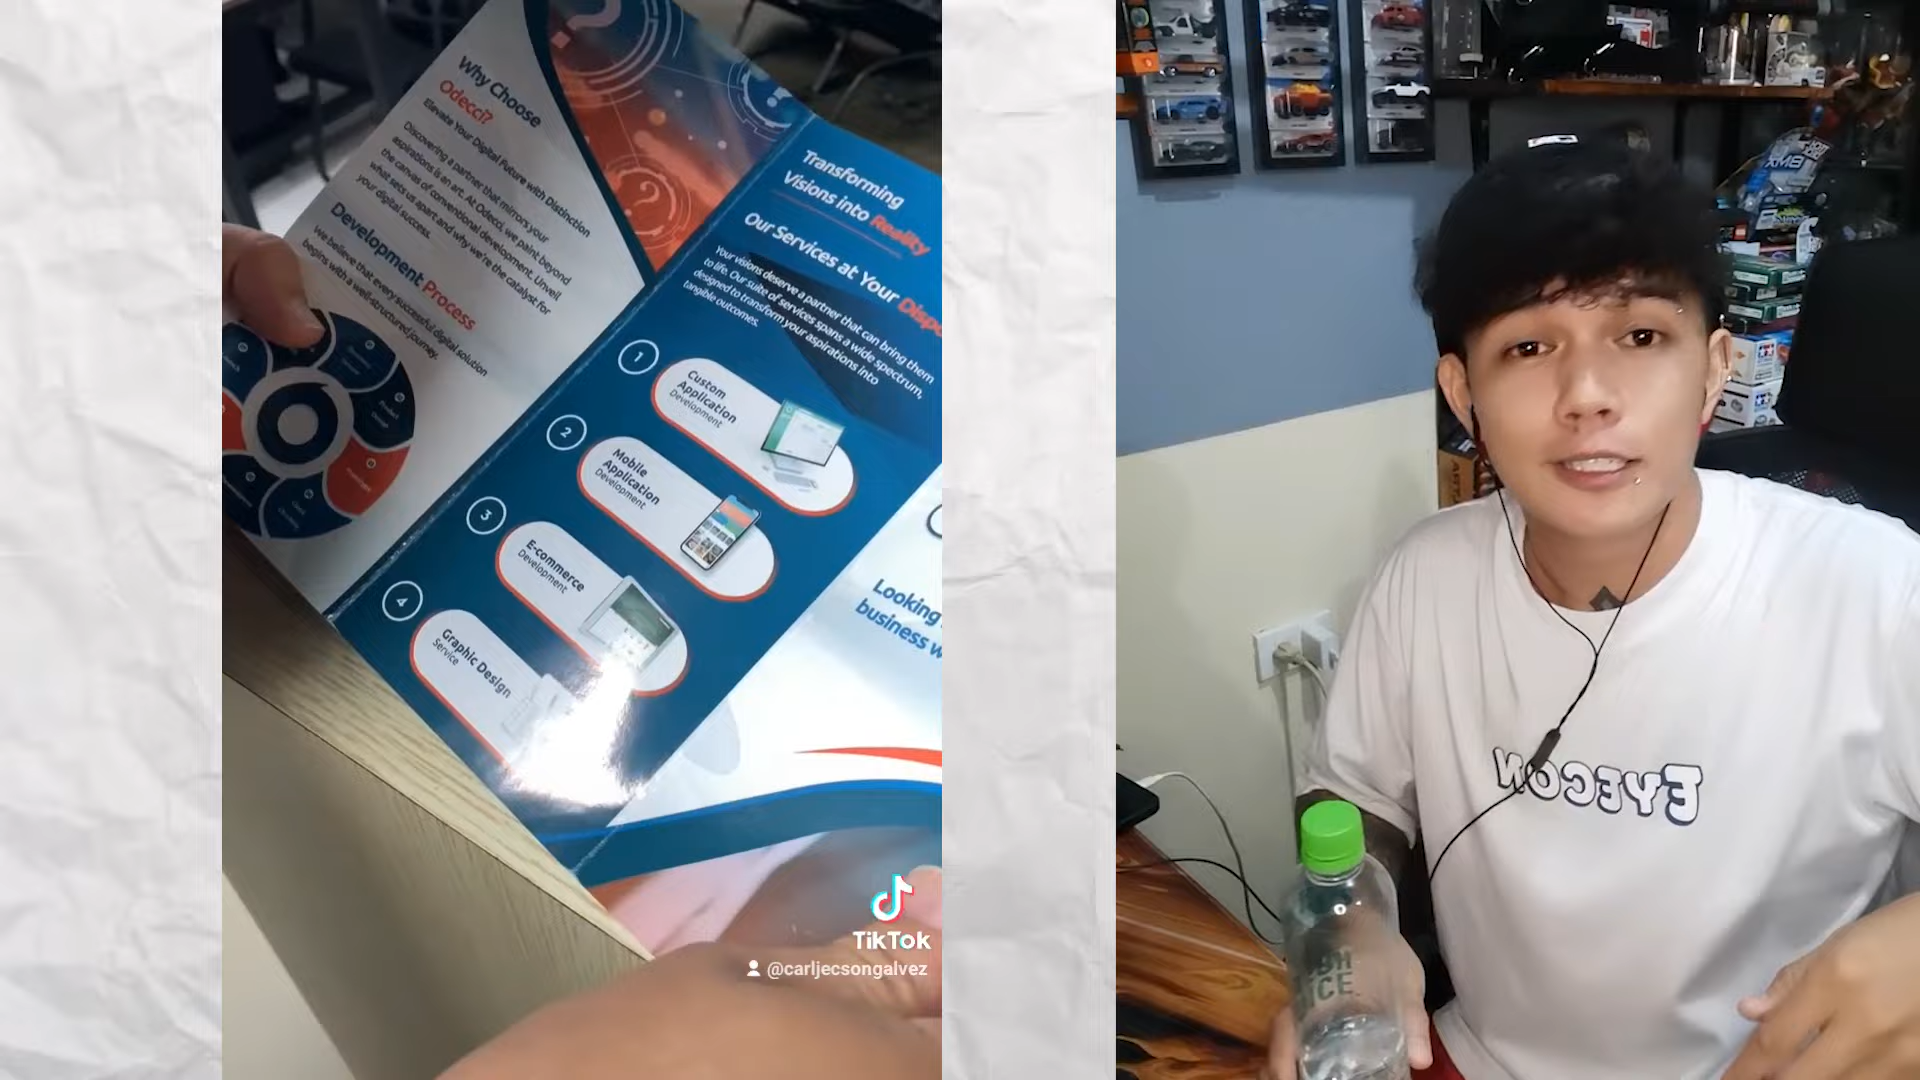 Why Choose
Odecci?
Elevate Your Digital Future with Distinction
Discovering a partner that mirrors your
aspirations is an art. At Odecci, we paint beyond
the canvas of conventional development. Unveil
what sets us apart and why we're the catalyst for
your digital success.
Development Process
We believe that every successful digital solution
begins with a well-structured journey.
Transforming
Visions into Reality
Our Services at Your
Your visions deserve a partner that can bring them
to life. Our suite of services spans a wide spectrum,
designed to transform your aspirations into
tangible outcomes.
1
Custom
Application
Development
2
Mobile
Application
Development
3
E-commerce
Development
4
Graphic Design
Service
Looking
business
TikTok
@carljecsongalvez
EYECON